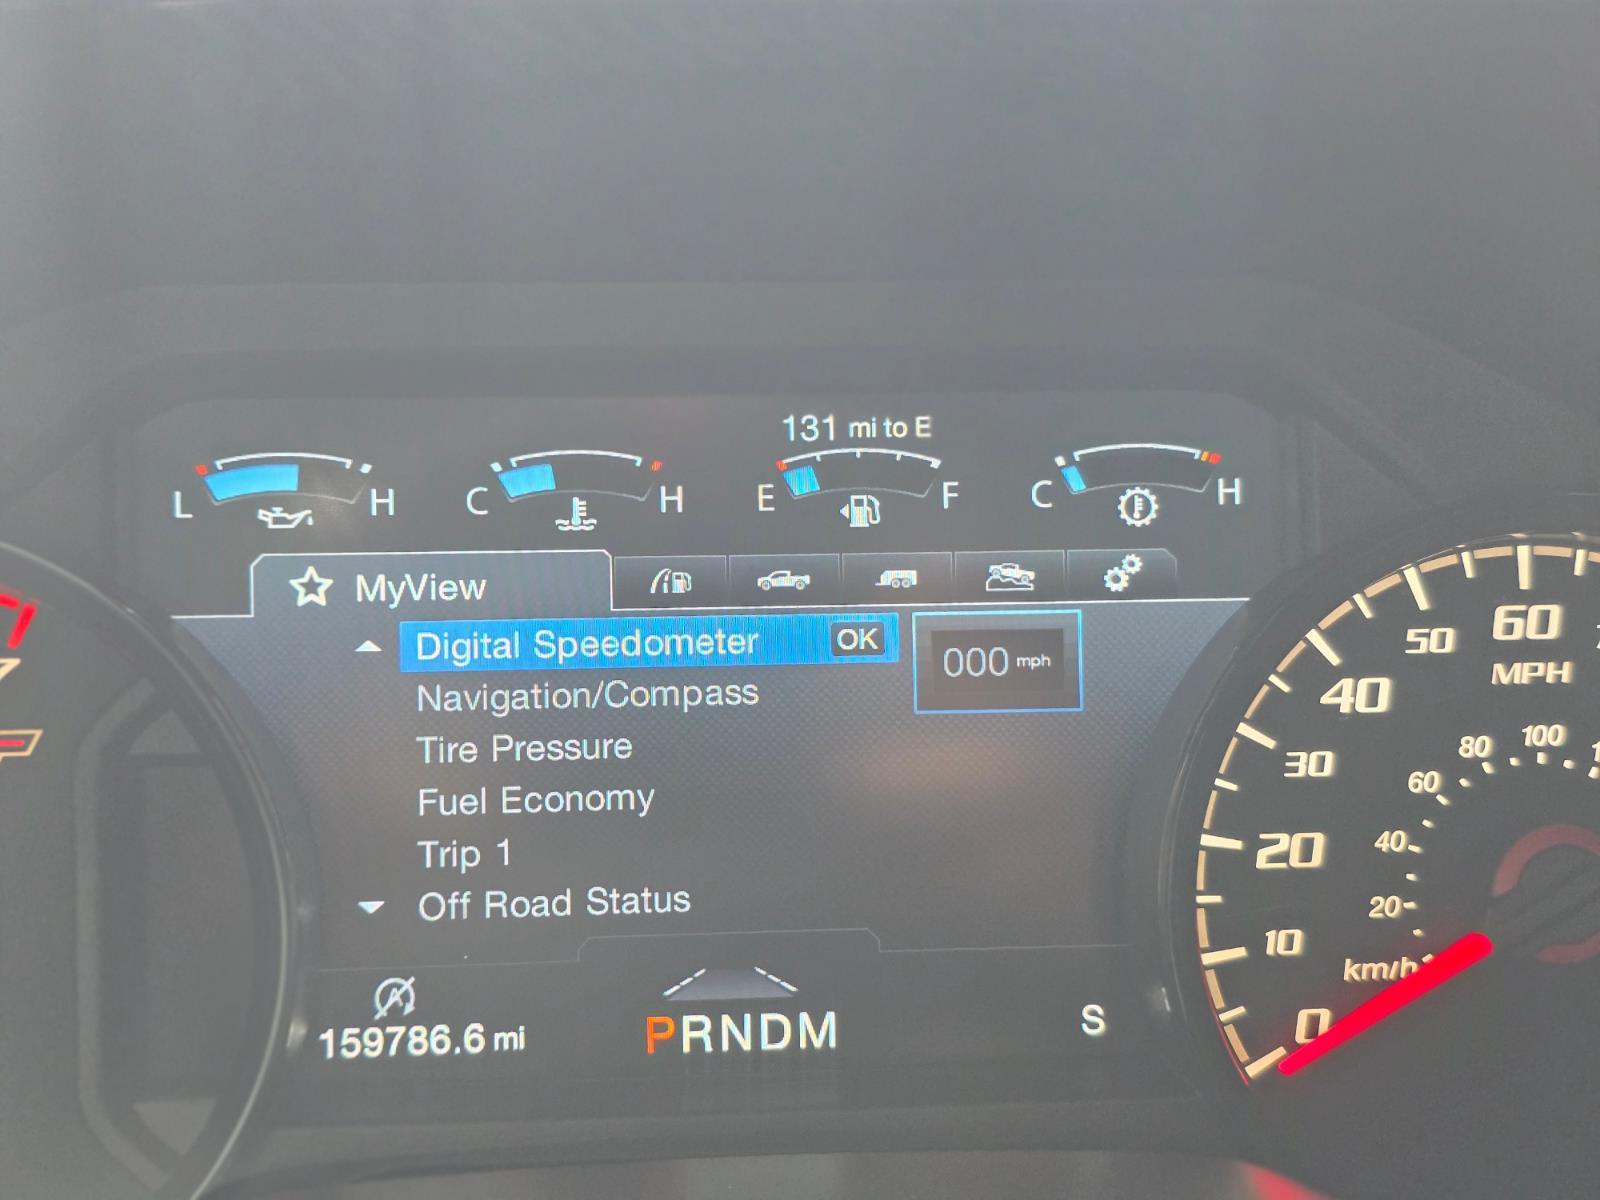 131 mi to E
L H C H E F C H
MyView
Digital Speedometer OK
000 mph
Navigation/Compass
Tire Pressure
Fuel Economy
Trip 1
Off Road Status
159786.6 mi
PRNDM
S
60
50
MPH
40
30
20
10
0
100
80
60
40
20
km/h